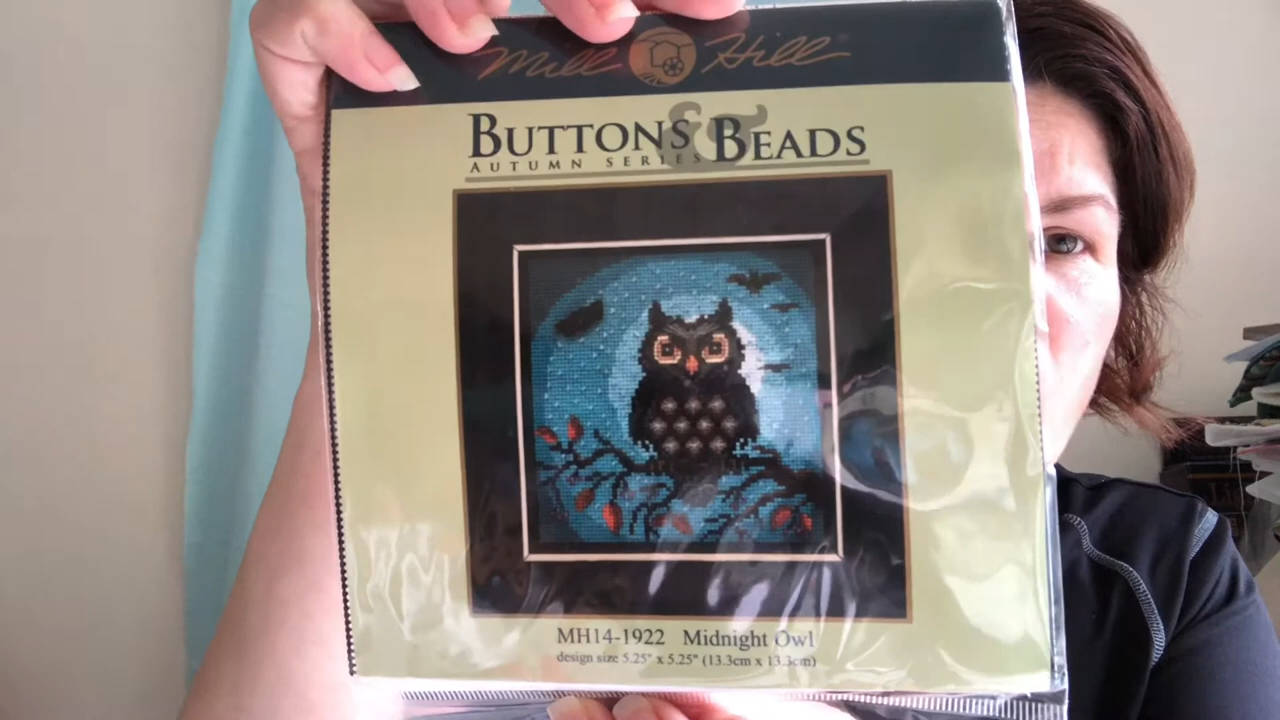 Mill Hill
BUTTONS & BEADS
AUTUMN SERIES
MH14-1922 Midnight Owl
design size 5.25" x 5.25" (13.3cm x 13.3cm)